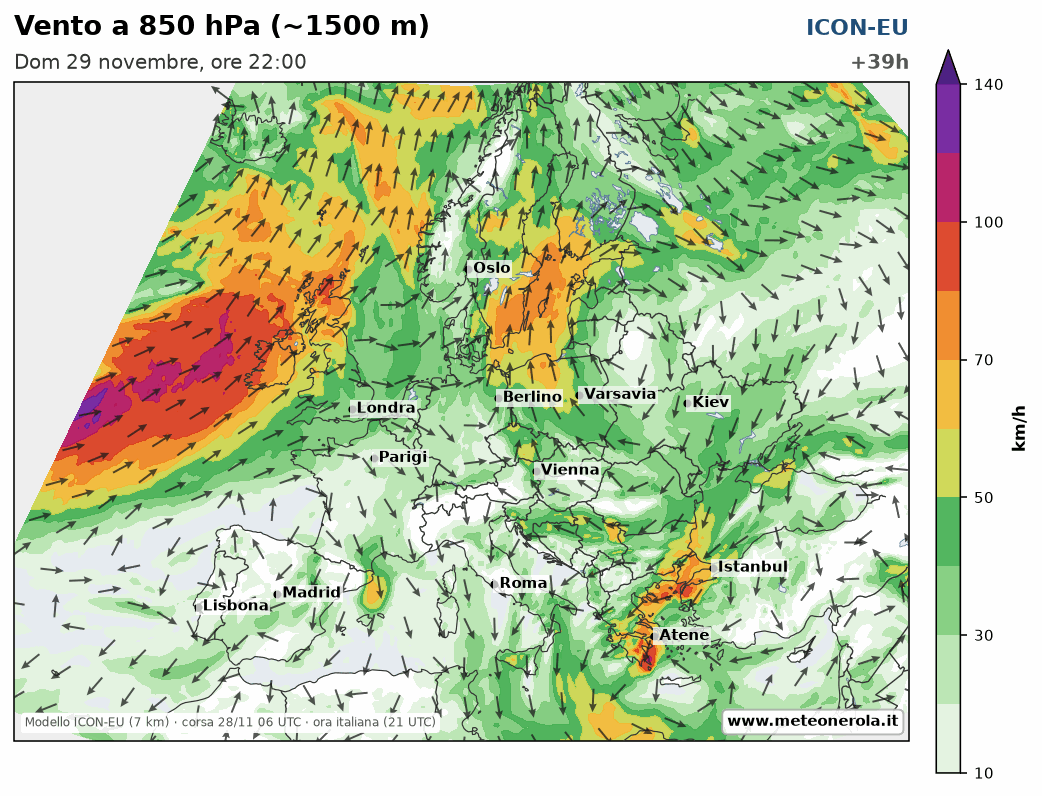 Vento a 850 hPa (~1500 m)
ICON-EU
Dom 29 novembre, ore 22:00
+39h
140
100
70
50
30
10
km/h
Oslo
Londra
Berlino
Varsavia
Kiev
Parigi
Vienna
Istanbul
Roma
Madrid
Lisbona
Atene
Modello ICON-EU (7 km) · corsa 28/11 06 UTC · ora italiana (21 UTC)
www.meteonerola.it